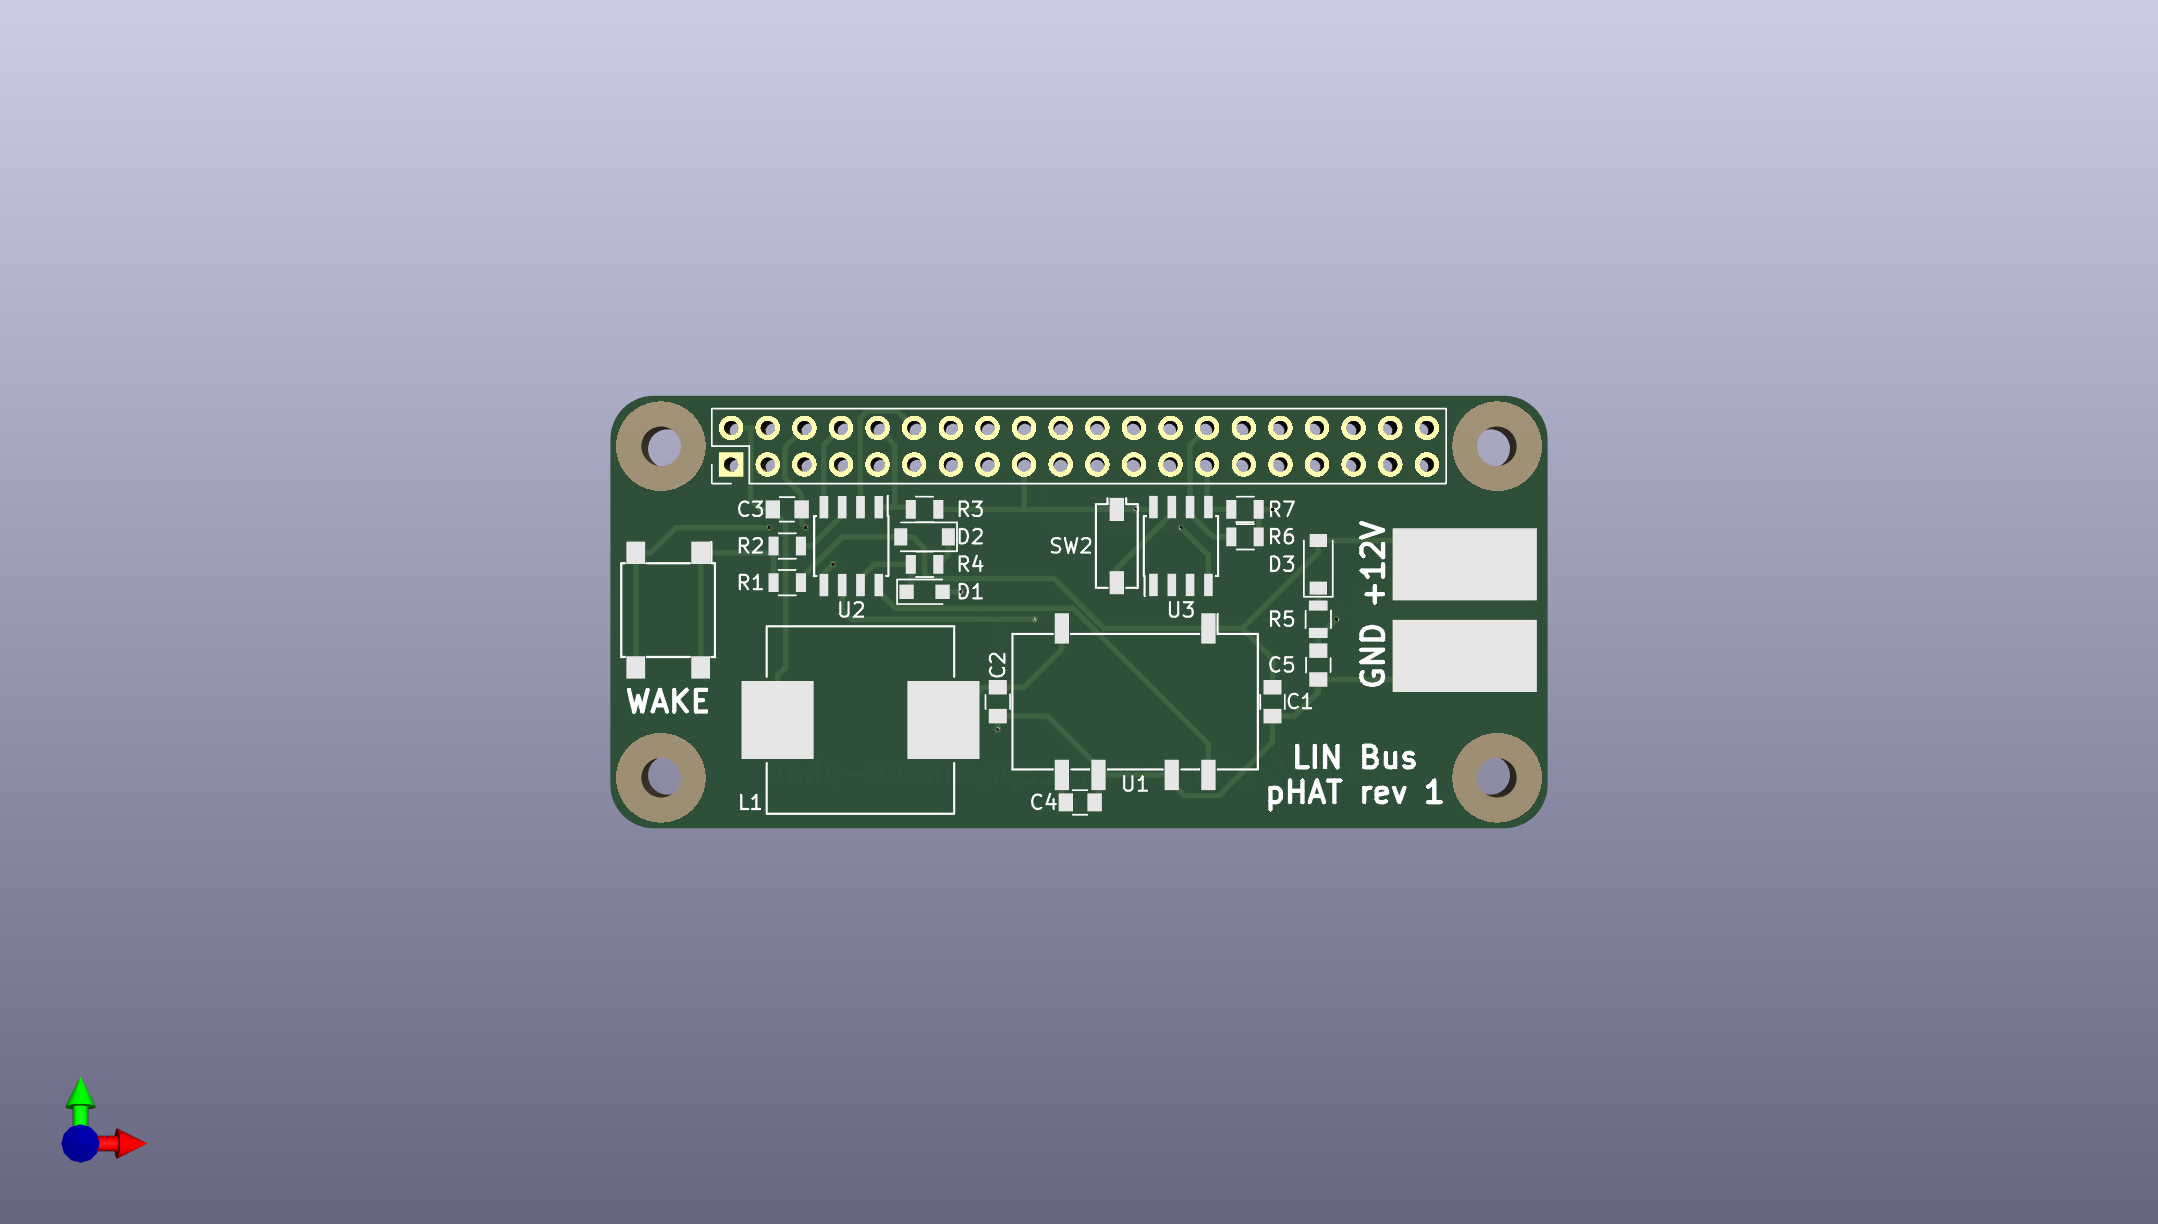 C3
R3
R7
R2
D2
SW2
R6
R1
R4
D3
D1
U2
U3
R5
+12V
GND
C2
C5
WAKE
C1
L1
C4
U1
LIN Bus
pHAT rev 1